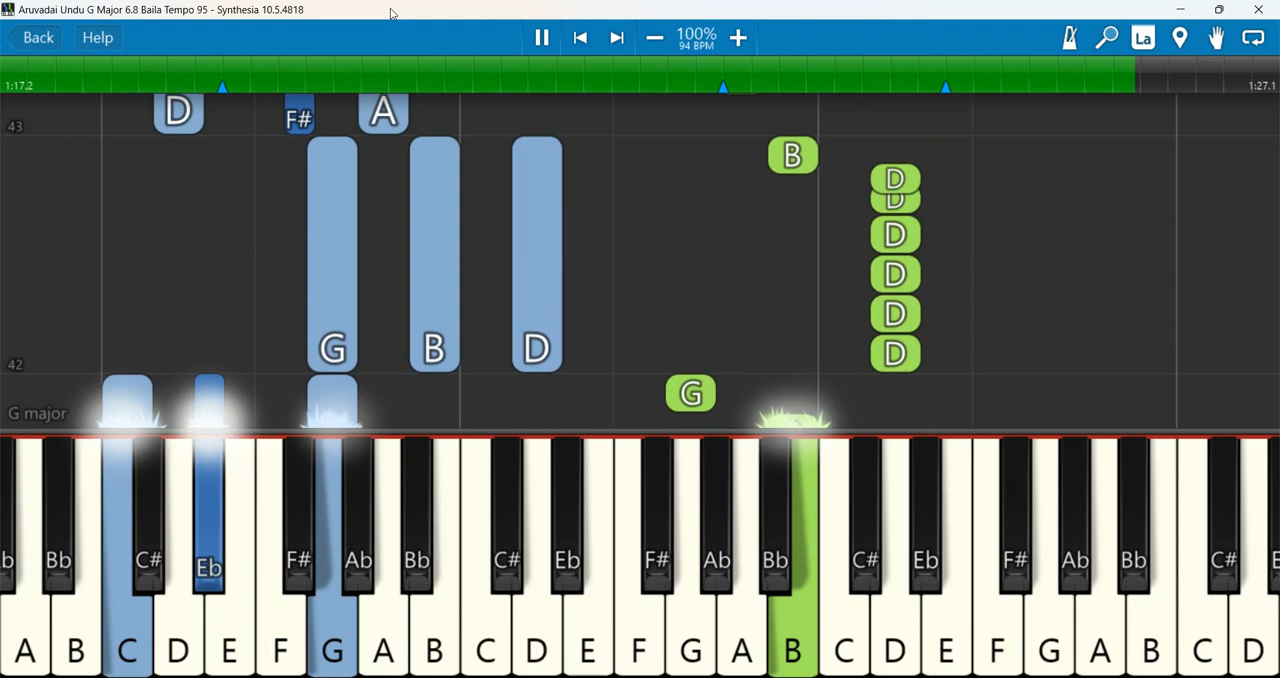 Aruvadai Undu G Major 6.8 Baila Tempo 95 - Synthesia 10.5.4818
Back Help 100% La
94 BPM
1:17.2 1:27.1
D F# A
43
B
D
D
D
D
D
D
G B D
42
G
G major
b Bb C# Eb F# Ab Bb C# Eb F# Ab Bb C# Eb F# Ab Bb C# E
A B C D E F G A B C D E F G A B C D E F G A B C D